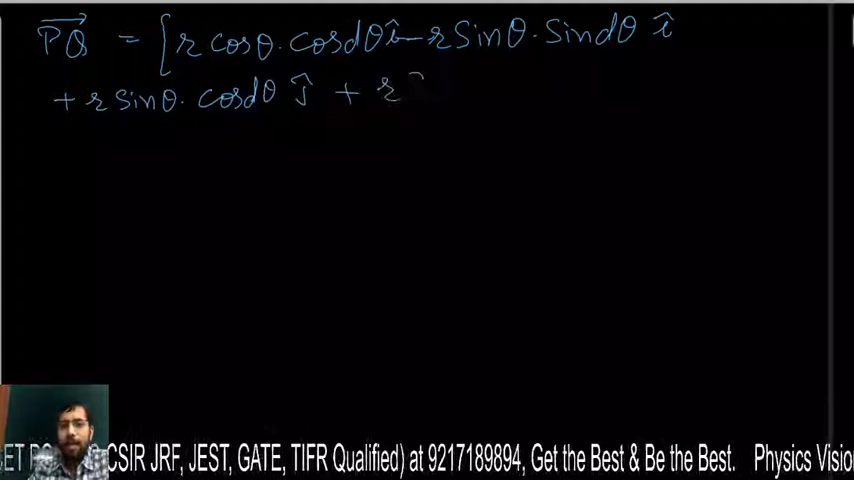 PQ⃗ = [r cosθ. cosdθ î - r sinθ. sindθ î
+ r sinθ. cosdθ ĵ + r
CSIR JRF, JEST, GATE, TIFR Qualified) at 9217189894, Get the Best & Be the Best. Physics Vision